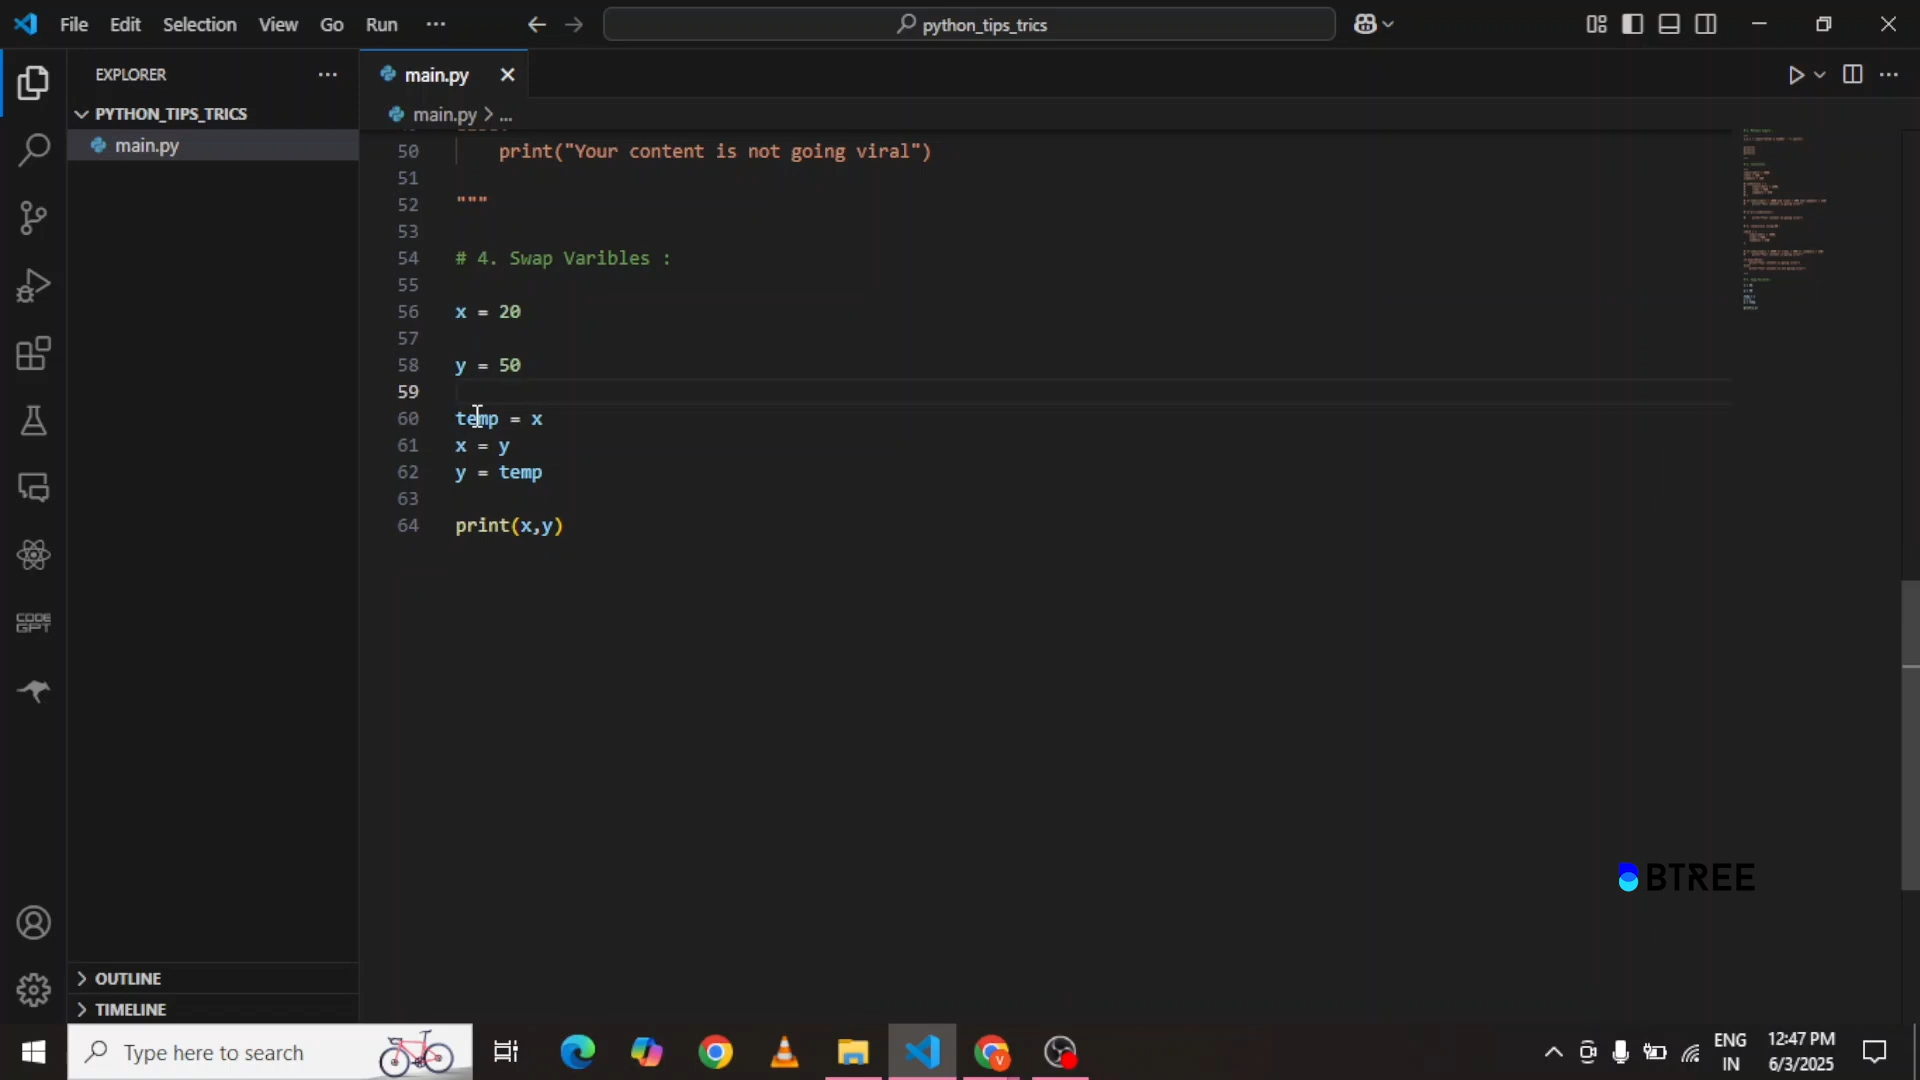 File Edit Selection View Go Run ··· python_tips_trics
EXPLORER ···
PYTHON_TIPS_TRICS
main.py
main.py
main.py > ...
50 print("Your content is not going viral")
51
52 """
53
54 # 4. Swap Varibles :
55
56 x = 20
57
58 y = 50
59
60 temp = x
61 x = y
62 y = temp
63
64 print(x,y)
CODE
GPT
BTREE
OUTLINE
TIMELINE
Type here to search
V
ENG
IN
12:47 PM
6/3/2025